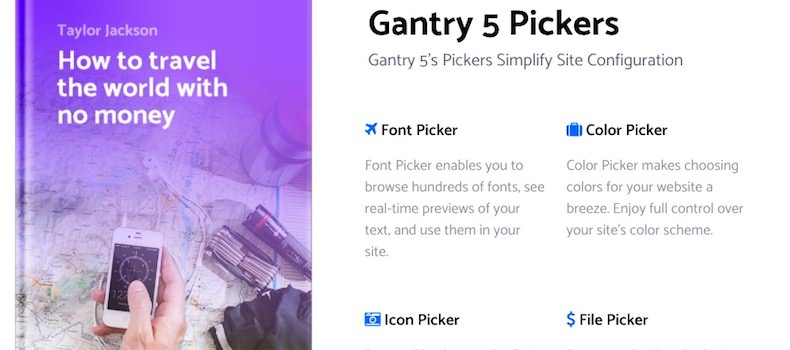 Taylor Jackson
How to travel
the world with
no money
Gantry 5 Pickers
Gantry 5's Pickers Simplify Site Configuration
Font Picker
Font Picker enables you to
browse hundreds of fonts, see
real-time previews of your
text, and use them in your
site.
Color Picker
Color Picker makes choosing
colors for your website a
breeze. Enjoy full control over
your site's color scheme.
Icon Picker
File Picker